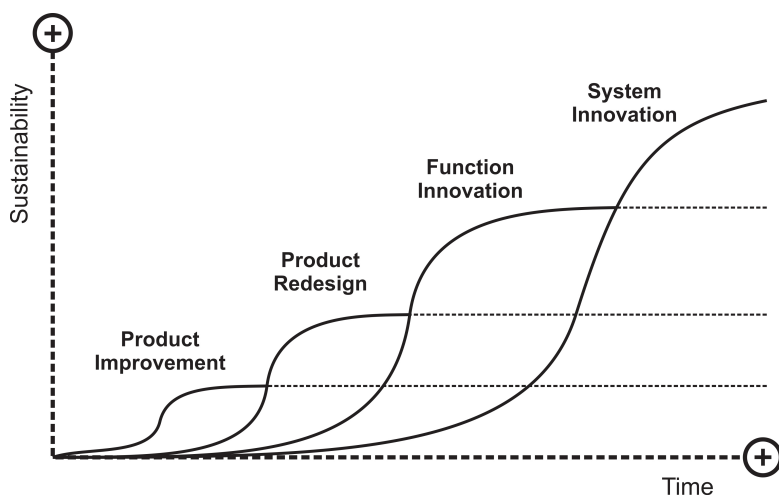 +
Sustainability
System
Innovation
Function
Innovation
Product
Redesign
Product
Improvement
+
Time